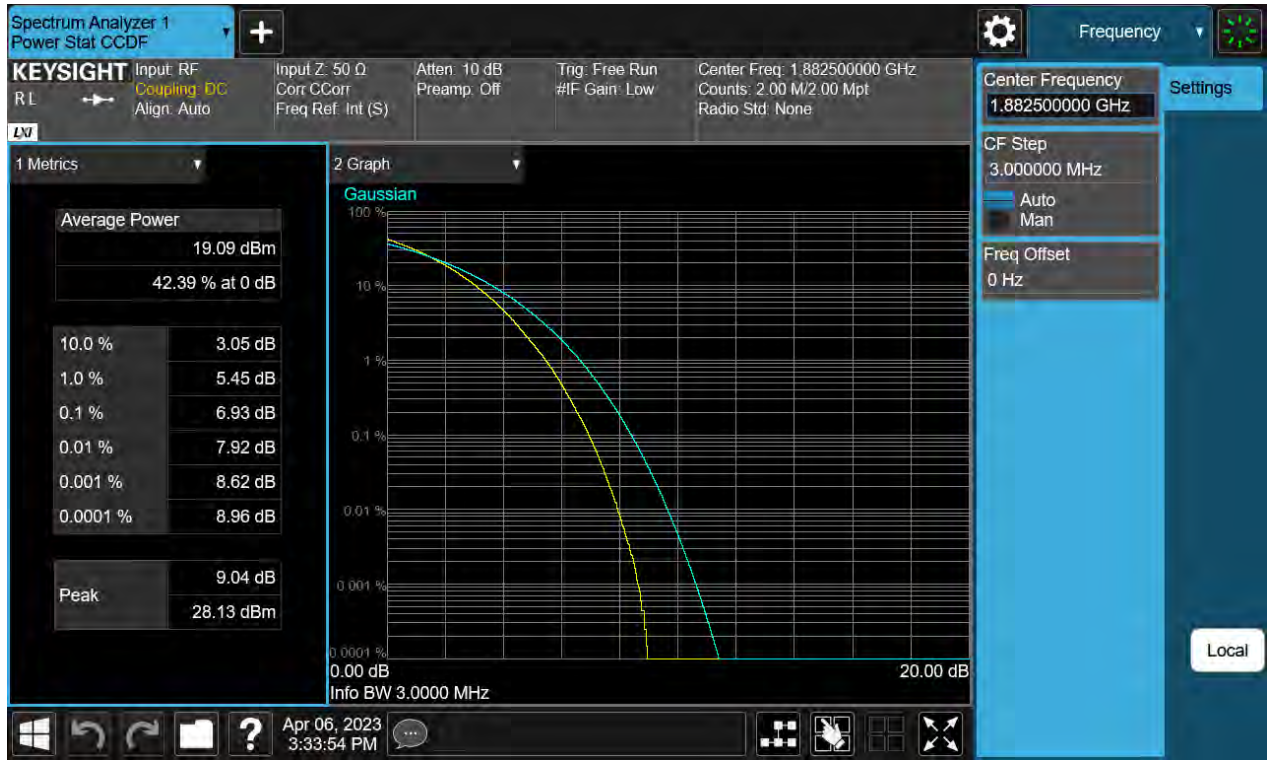 Spectrum Analyzer 1
Power Stat CCDF
+
Frequency
KEYSIGHT
RL
LXI
Input: RF
Coupling: DC
Align: Auto
Input Z: 50 Ω
Corr CCorr
Freq Ref: Int (S)
Atten: 10 dB
Preamp: Off
Trig: Free Run
#IF Gain: Low
Center Freq: 1.882500000 GHz
Counts: 2.00 M/2.00 Mpt
Radio Std: None
Center Frequency
1.882500000 GHz
Settings
CF Step
3.000000 MHz
Auto
Man
Freq Offset
0 Hz
1 Metrics
Average Power
19.09 dBm
42.39 % at 0 dB
10.0 % 3.05 dB
1.0 % 5.45 dB
0.1 % 6.93 dB
0.01 % 7.92 dB
0.001 % 8.62 dB
0.0001 % 8.96 dB
Peak
9.04 dB
28.13 dBm
2 Graph
Gaussian
100 %
10 %
1 %
0.1 %
0.01 %
0.001 %
0.0001 %
0.00 dB 20.00 dB
Info BW 3.0000 MHz
Local
?
Apr 06, 2023
3:33:54 PM